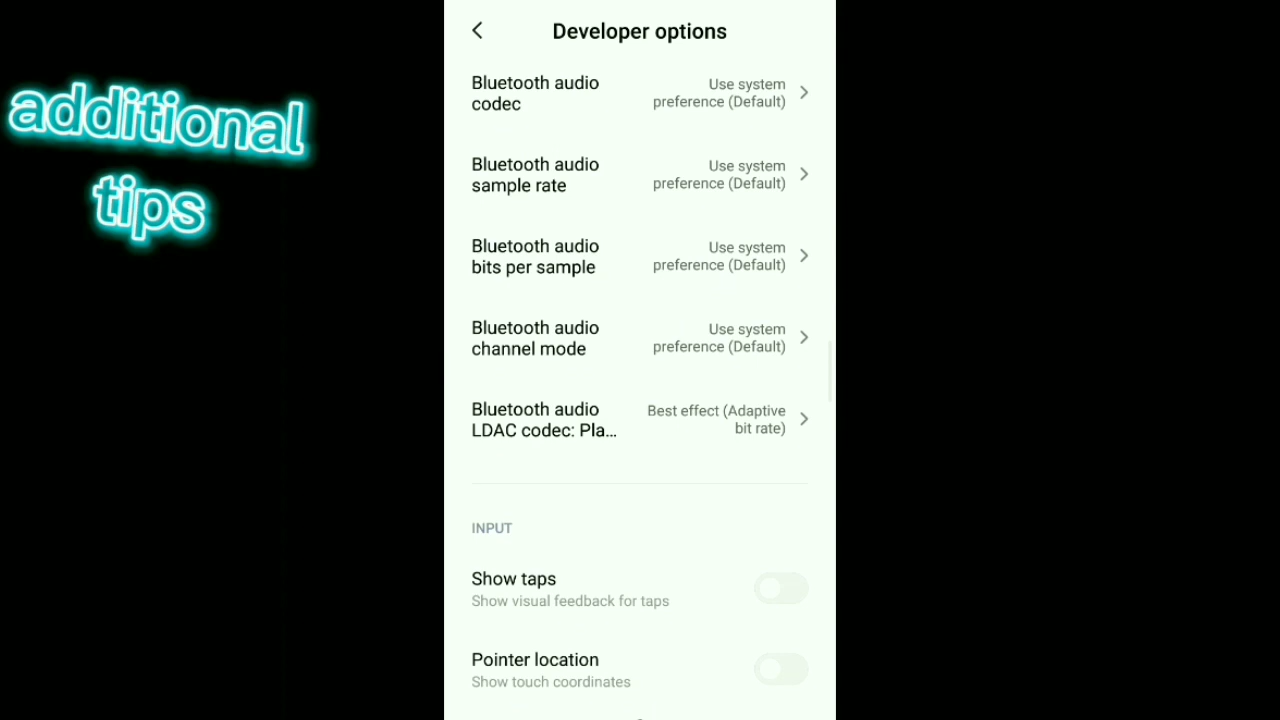 additional
tips
Developer options
Bluetooth audio
codec
Use system
preference (Default)
Bluetooth audio
sample rate
Use system
preference (Default)
Bluetooth audio
bits per sample
Use system
preference (Default)
Bluetooth audio
channel mode
Use system
preference (Default)
Bluetooth audio
LDAC codec: Pla...
Best effect (Adaptive
bit rate)
INPUT
Show taps
Show visual feedback for taps
Pointer location
Show touch coordinates